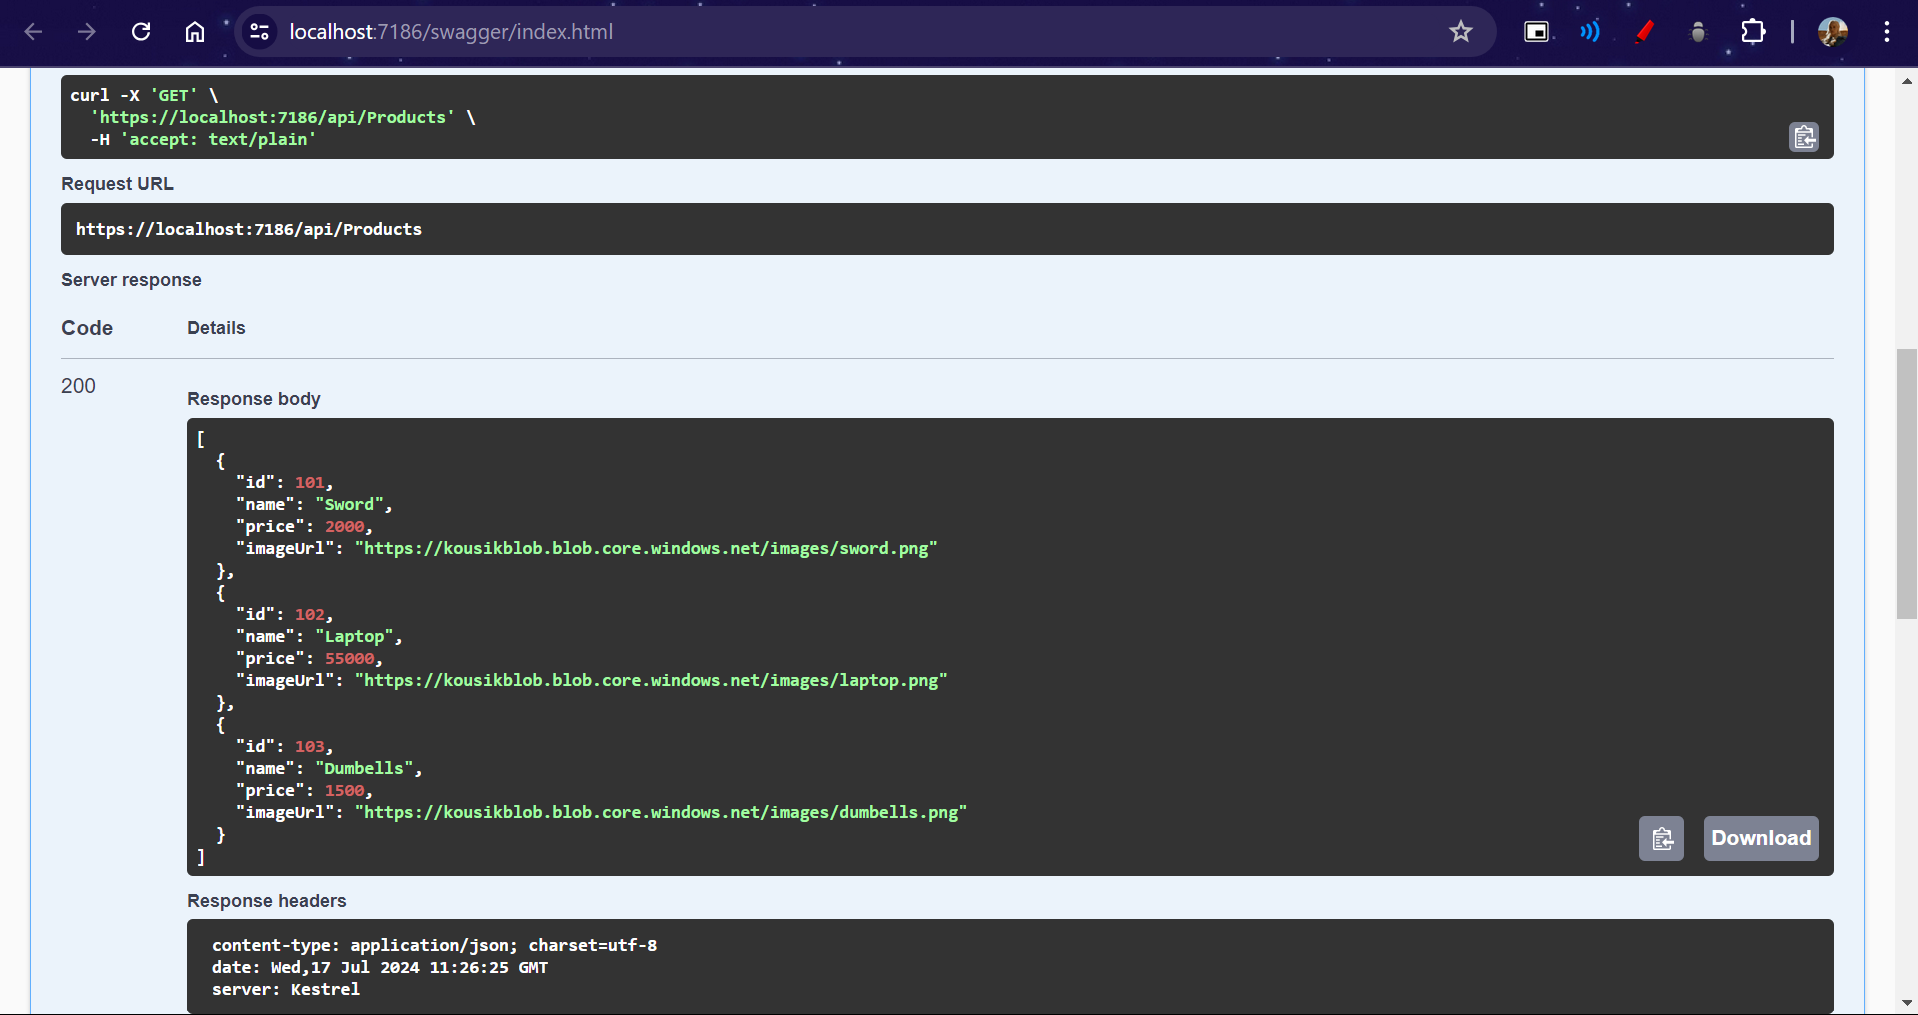 localhost:7186/swagger/index.html
curl -X 'GET' \
'https://localhost:7186/api/Products' \
-H 'accept: text/plain'
Request URL
https://localhost:7186/api/Products
Server response
Code Details
200
Response body
[
{
"id": 101,
"name": "Sword",
"price": 2000,
"imageUrl": "https://kousikblob.blob.core.windows.net/images/sword.png"
},
{
"id": 102,
"name": "Laptop",
"price": 55000,
"imageUrl": "https://kousikblob.blob.core.windows.net/images/laptop.png"
},
{
"id": 103,
"name": "Dumbells",
"price": 1500,
"imageUrl": "https://kousikblob.blob.core.windows.net/images/dumbells.png"
}
]
Download
Response headers
content-type: application/json; charset=utf-8
date: Wed,17 Jul 2024 11:26:25 GMT
server: Kestrel